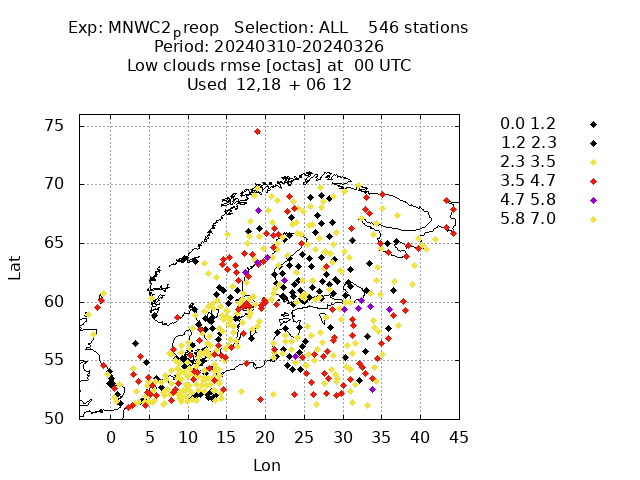 Exp: MNWC2preop Selection: ALL 546 stations
Period: 20240310-20240326
Low clouds rmse [octas] at 00 UTC
Used 12,18 + 06 12
0.0 1.2
1.2 2.3
2.3 3.5
3.5 4.7
4.7 5.8
5.8 7.0
Lat
75
70
65
60
55
50
0 5 10 15 20 25 30 35 40 45
Lon